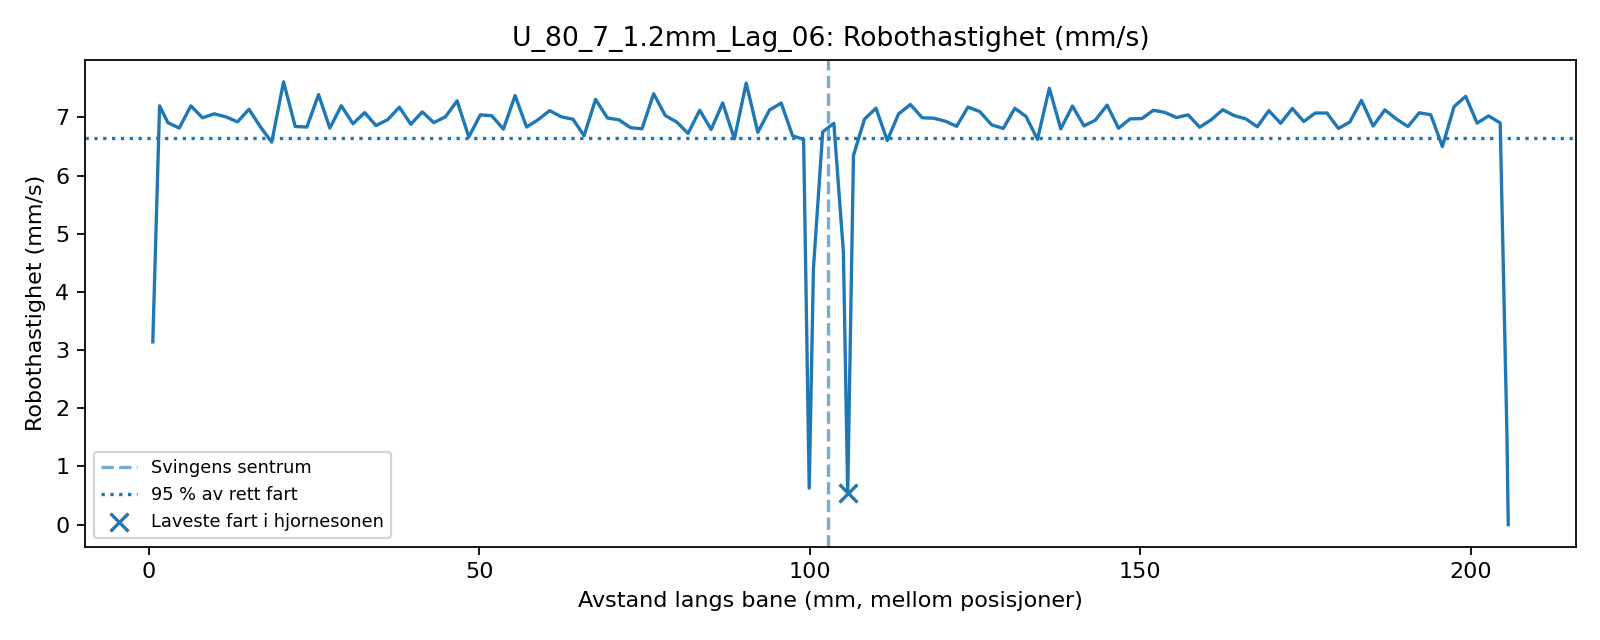 U_80_7_1.2mm_Lag_06: Robothastighet (mm/s)
Robothastighet (mm/s)
7
6
5
4
3
2
1
0
Svingens sentrum
95 % av rett fart
Laveste fart i hjornesonen
0 50 100 150 200
Avstand langs bane (mm, mellom posisjoner)